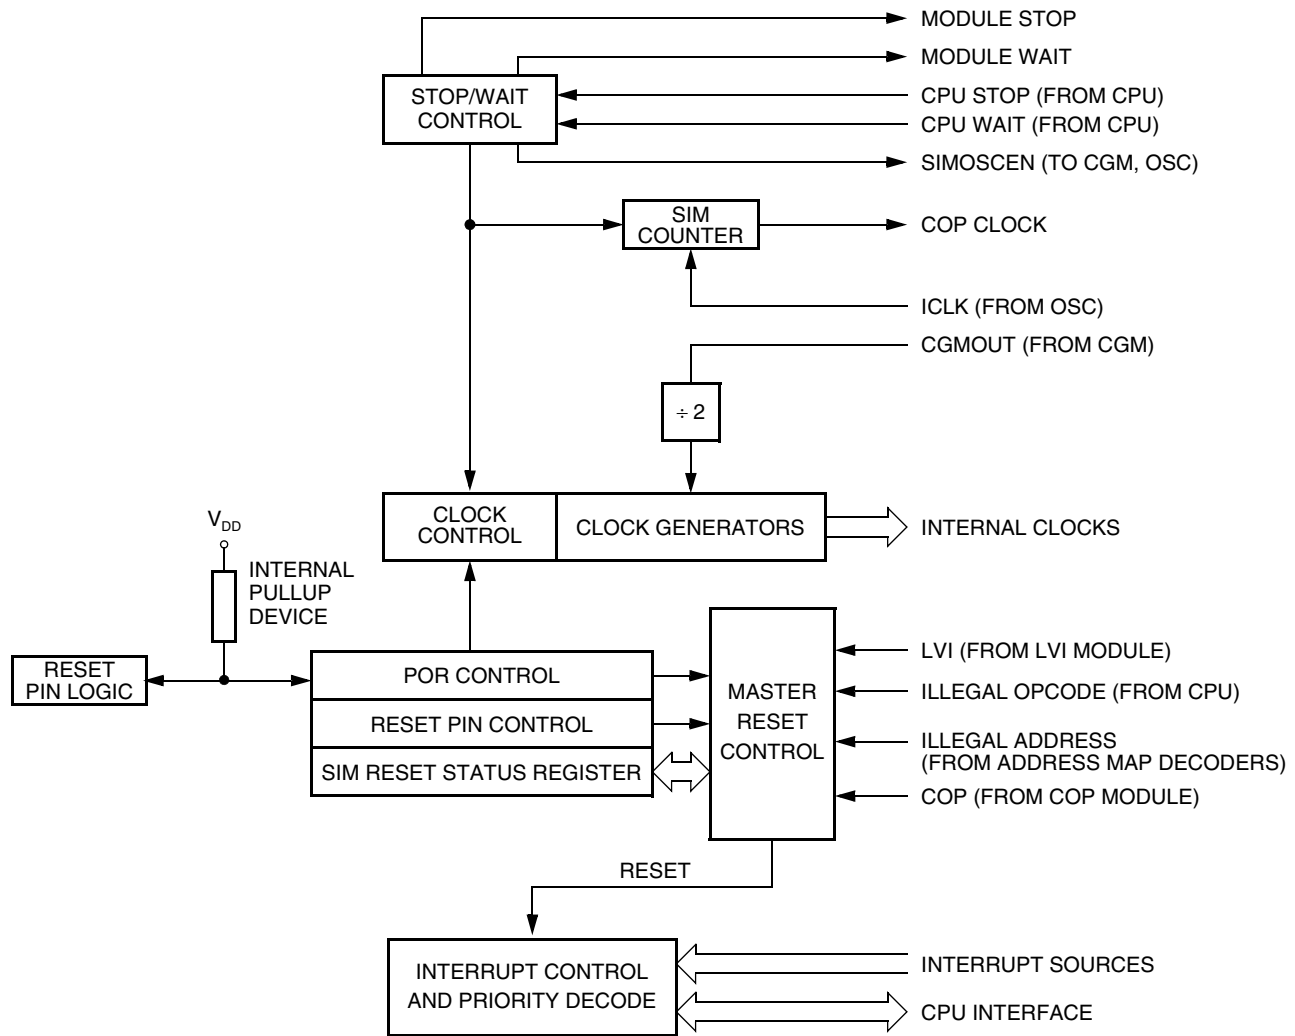 MODULE STOP
MODULE WAIT
STOP/WAIT
CONTROL
CPU STOP (FROM CPU)
CPU WAIT (FROM CPU)
SIMOSCEN (TO CGM, OSC)
SIM
COUNTER
COP CLOCK
ICLK (FROM OSC)
CGMOUT (FROM CGM)
÷ 2
CLOCK
CONTROL
CLOCK GENERATORS
INTERNAL CLOCKS
VDD
INTERNAL
PULLUP
DEVICE
RESET
PIN LOGIC
POR CONTROL
RESET PIN CONTROL
SIM RESET STATUS REGISTER
MASTER
RESET
CONTROL
LVI (FROM LVI MODULE)
ILLEGAL OPCODE (FROM CPU)
ILLEGAL ADDRESS
(FROM ADDRESS MAP DECODERS)
COP (FROM COP MODULE)
RESET
INTERRUPT CONTROL
AND PRIORITY DECODE
INTERRUPT SOURCES
CPU INTERFACE